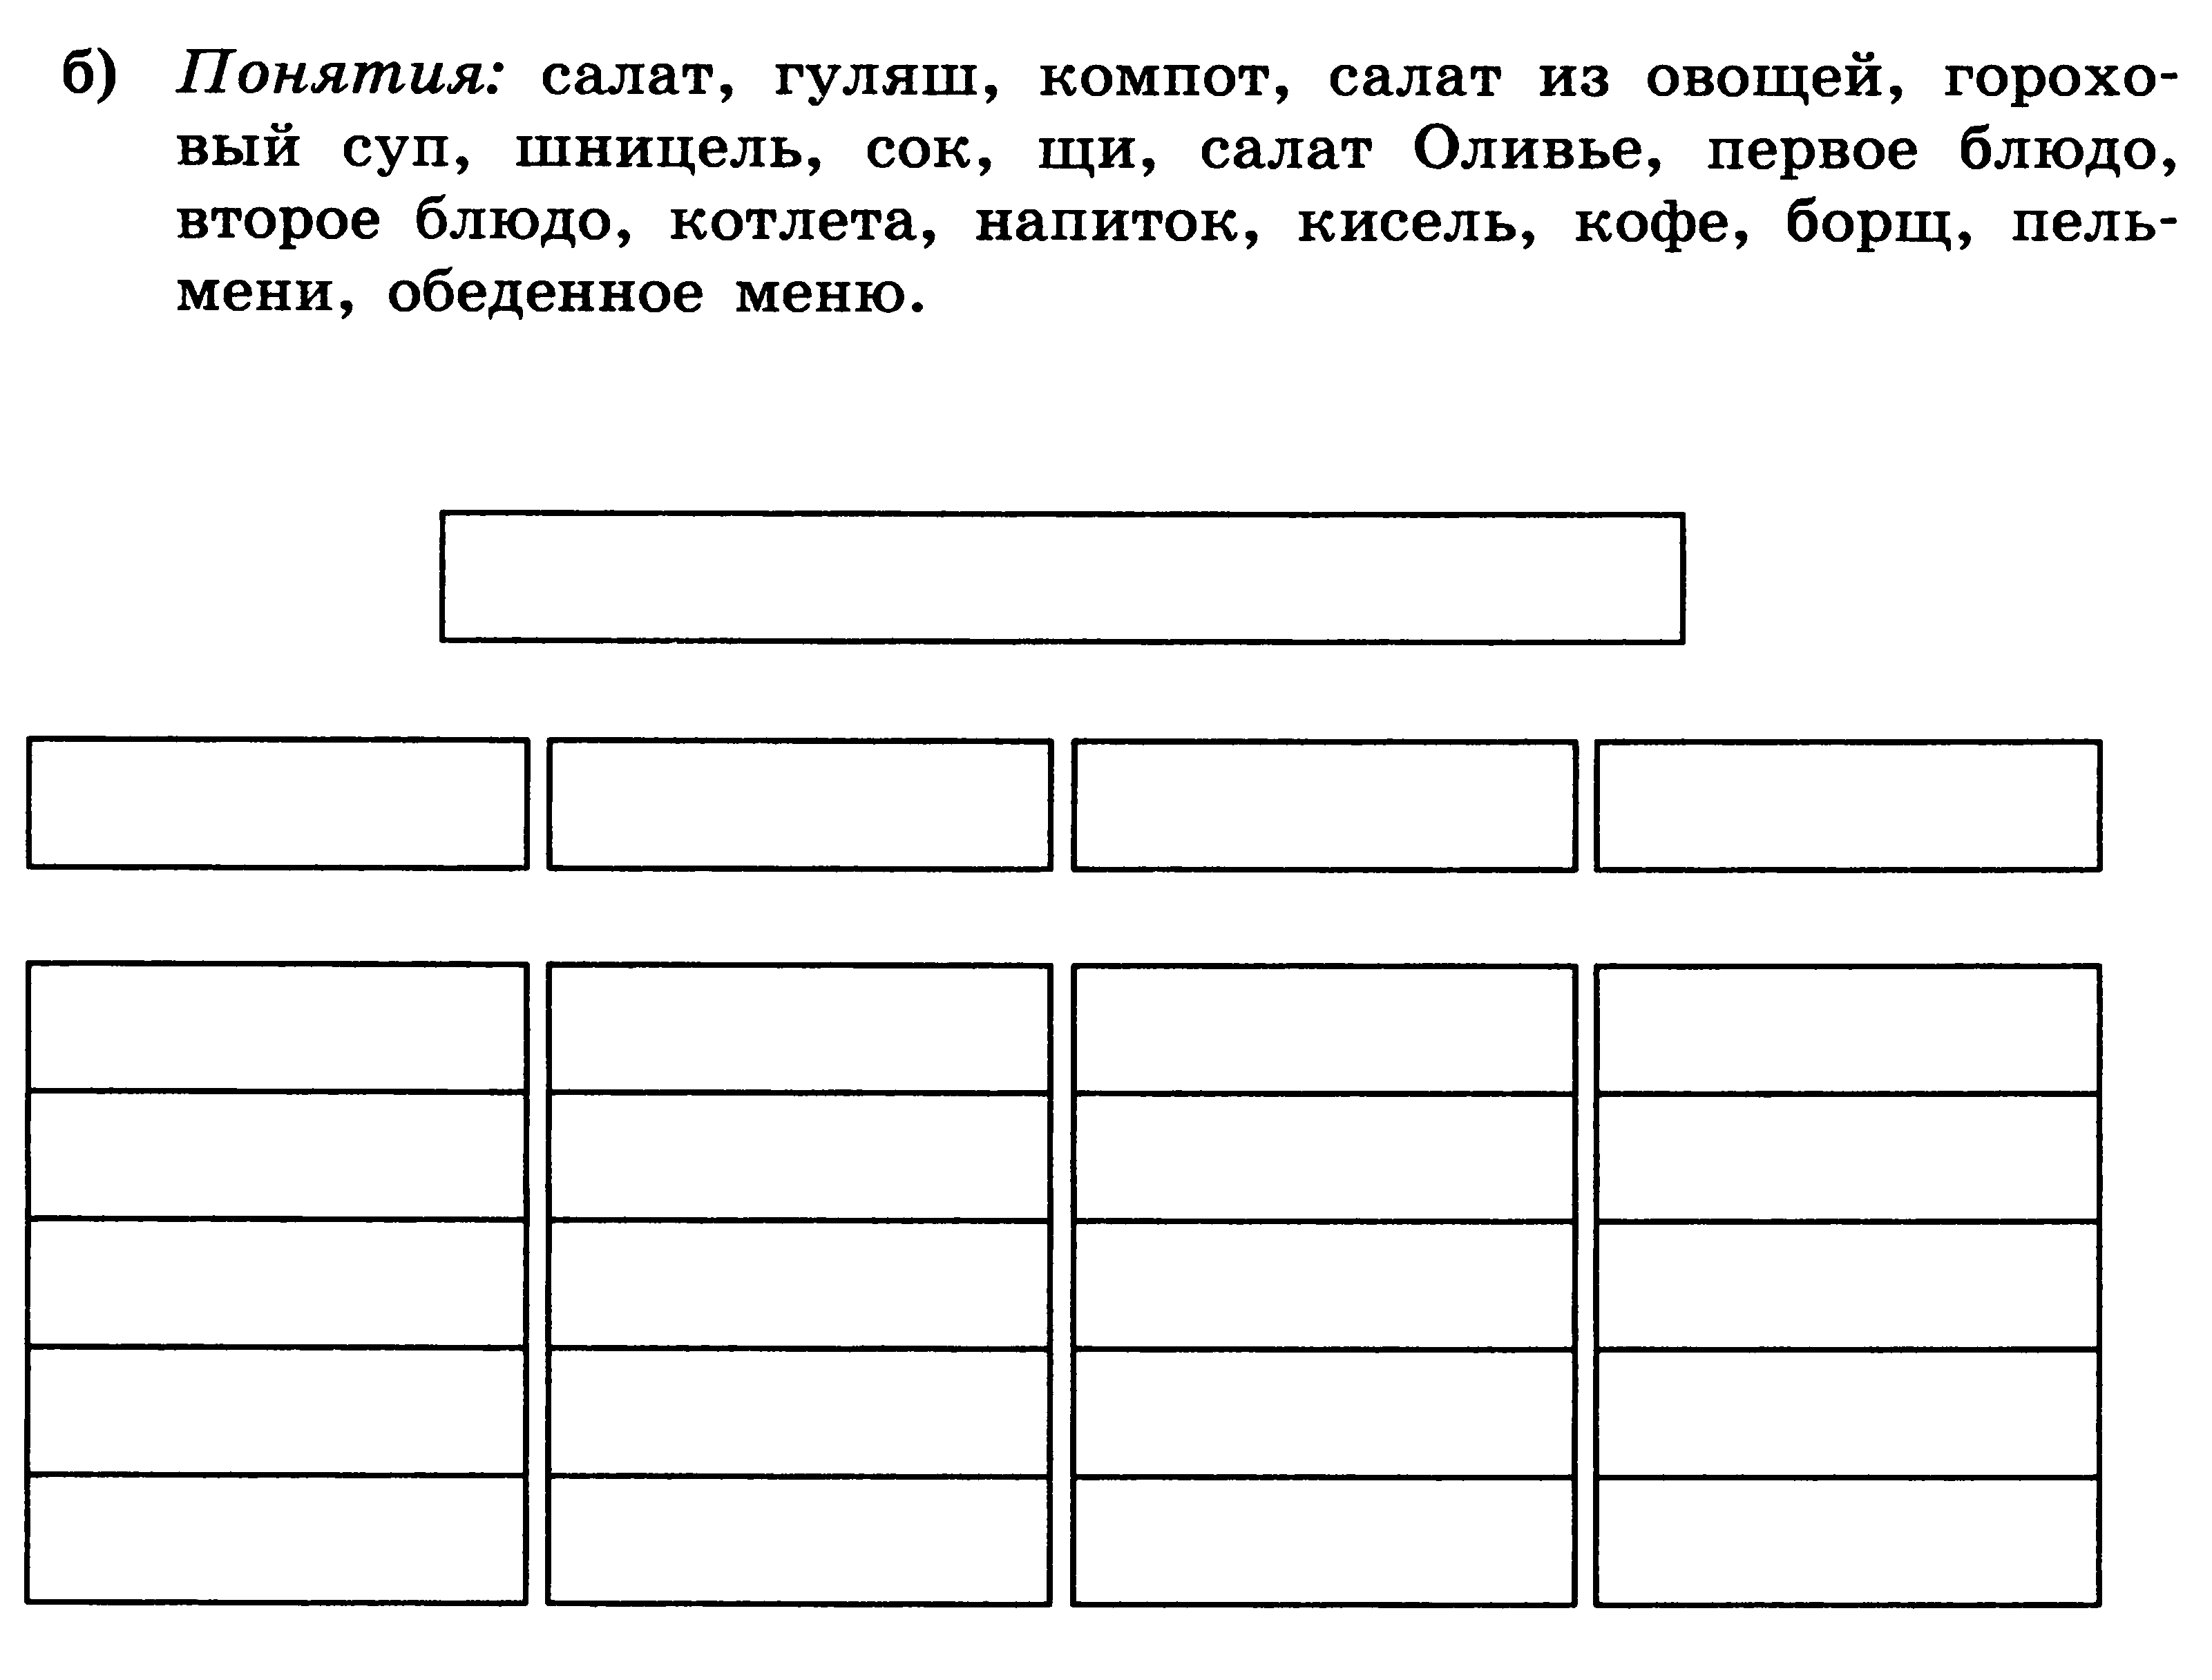 б) Понятия: салат, гуляш, компот, салат из овощей, горохо-
вый суп, шницель, сок, щи, салат Оливье, первое блюдо,
второе блюдо, котлета, напиток, кисель, кофе, борщ, пель-
мени, обеденное меню.